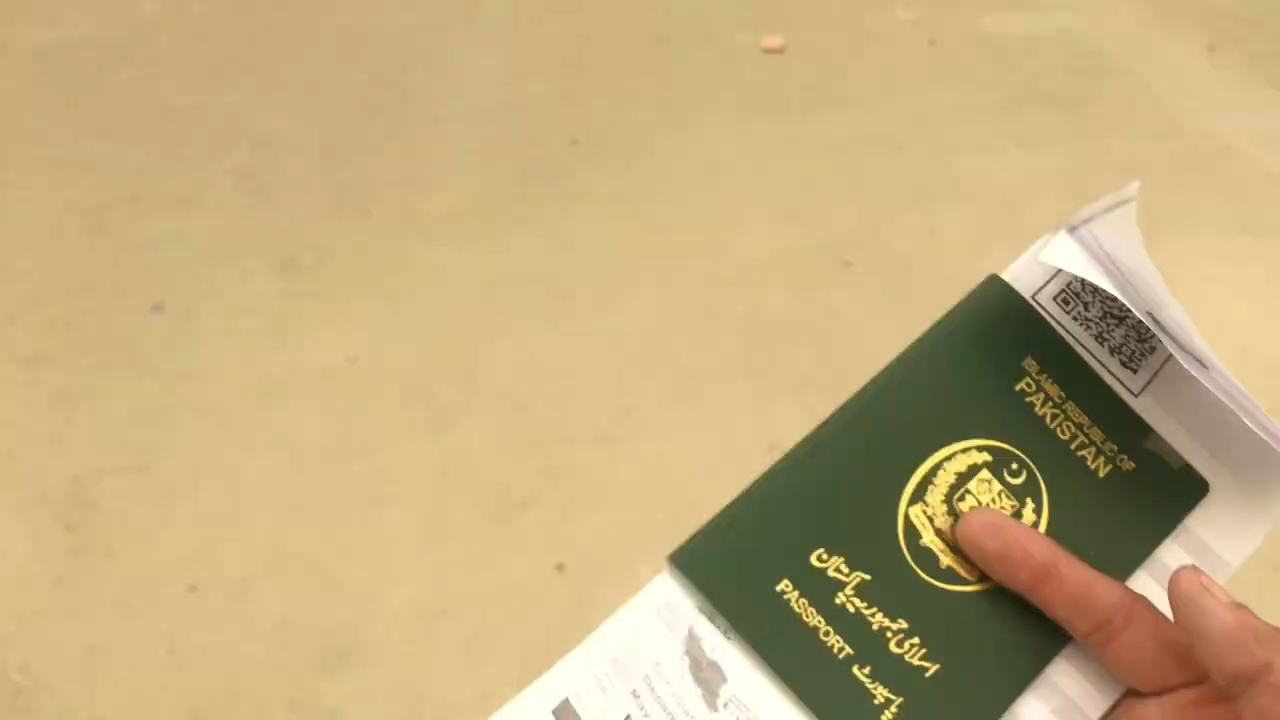 ISLAMIC REPUBLIC OF
PAKISTAN
اسلامی جمہوریہ پاکستان
PASSPORT پاسپورٹ